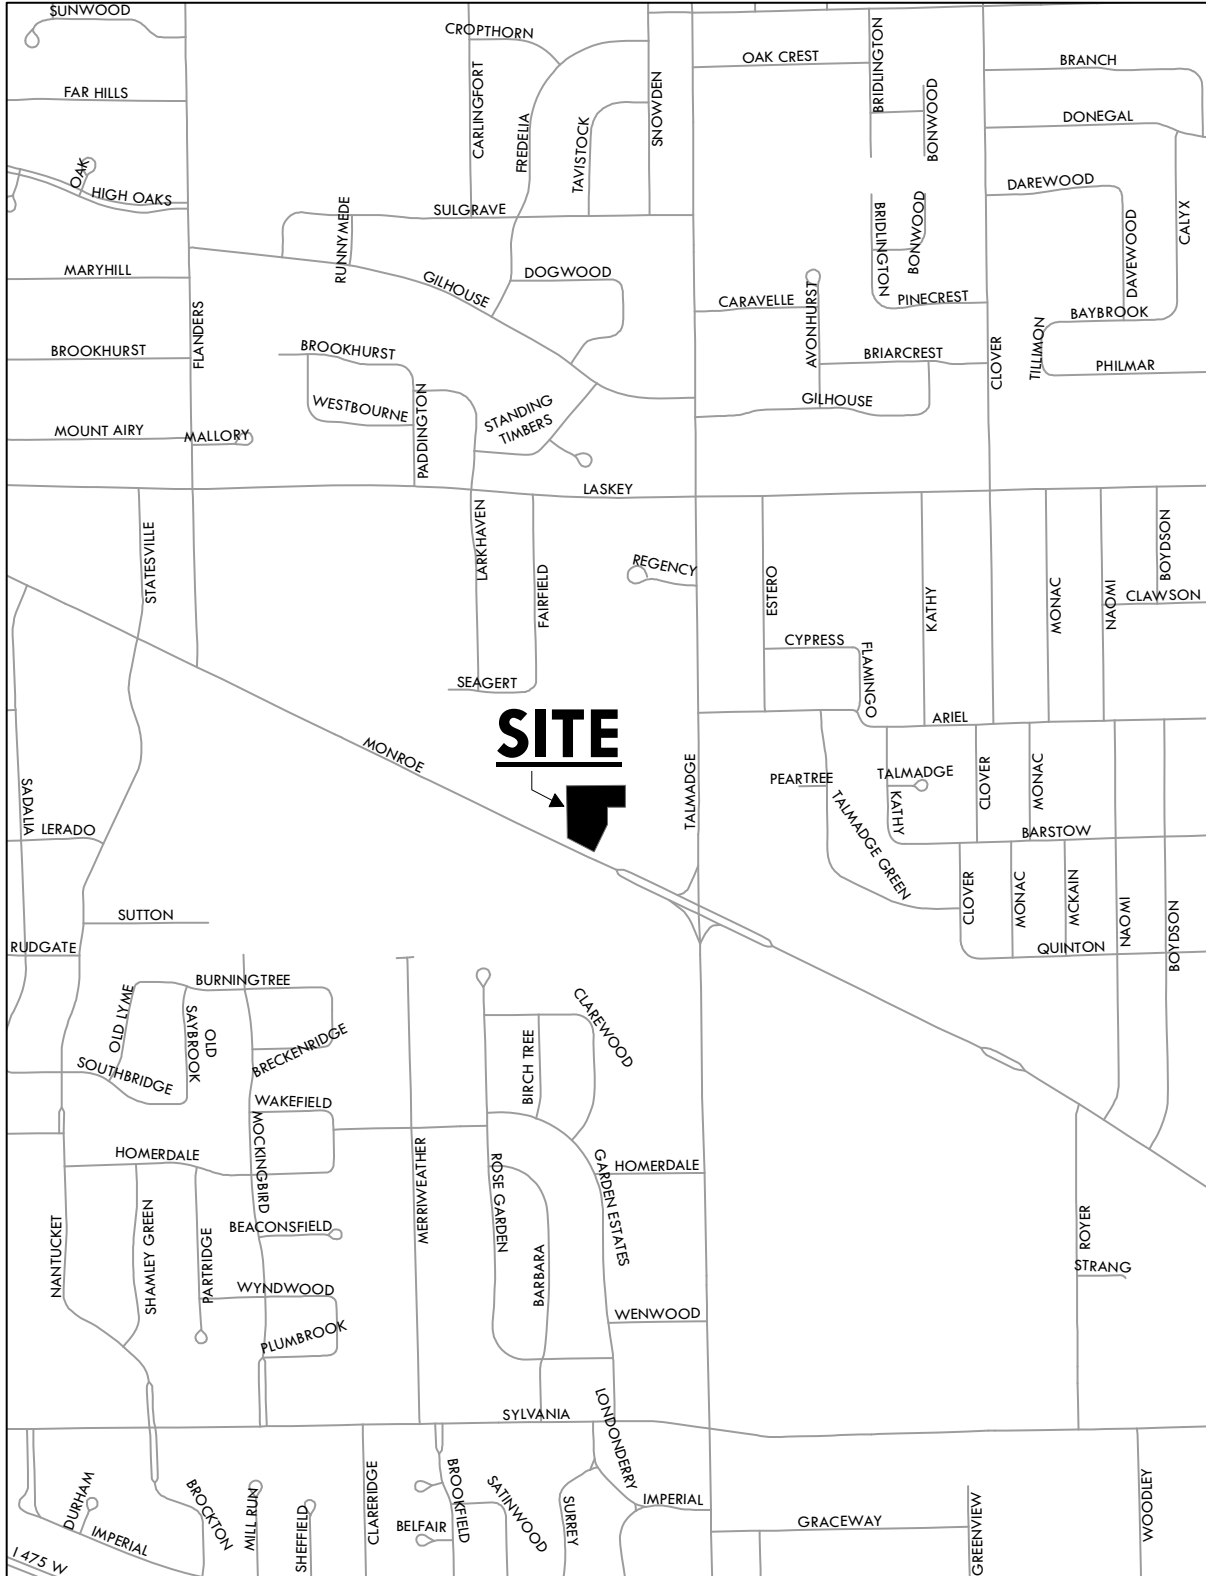 SUNWOOD
CROPTHORN
BRIDLINGTON
OAK CREST
BRANCH
FAR HILLS
CARLINGFORT
FREDELIA
TAVISTOCK
SNOWDEN
BONWOOD
DONEGAL
OAK
HIGH OAKS
DAREWOOD
SULGRAVE
RUNNYMEDE
BRIDLINGTON
BONWOOD
DAVEWOOD
CALYX
MARYHILL
GILHOUSE
DOGWOOD
CARAVELLE
AVONHURST
PINECREST
BAYBROOK
FLANDERS
BROOKHURST
BROOKHURST
BRIARCREST
CLOVER
TILLIMON
PHILMAR
WESTBOURNE
PADDINGTON
STANDING
TIMBERS
GILHOUSE
MOUNT AIRY
MALLORY
LASKEY
STATESVILLE
LARKHAVEN
FAIRFIELD
REGENCY
ESTERO
KATHY
MONAC
NAOMI
BOYDSON
CLAWSON
CYPRESS
FLAMINGO
SEAGERT
ARIEL
SITE
MONROE
TALMADGE
PEARTREE
TALMADGE
KATHY
CLOVER
MONAC
SADALIA
LERADO
TALMADGE GREEN
BARSTOW
CLOVER
MONAC
MCKAIN
NAOMI
BOYDSON
SUTTON
RUDGATE
QUINTON
BURNINGTREE
OLD LYME
OLD
SAYBROOK
BRECKENRIDGE
CLAREWOOD
BIRCH TREE
SOUTHBRIDGE
WAKEFIELD
MOCKINGBIRD
HOMERDALE
MERRIWEATHER
ROSE GARDEN
GARDEN ESTATES
HOMERDALE
NANTUCKET
SHAMLEY GREEN
PARTRIDGE
BEACONSFIELD
BARBARA
ROYER
STRANG
WYNDWOOD
PLUMBROOK
WENWOOD
SYLVANIA
LONDONDERRY
DURHAM
BROCKTON
MILL RUN
SHEFFIELD
CLARERIDGE
BROOKFIELD
BELFAIR
SATINWOOD
SURREY
IMPERIAL
GRACEWAY
GREENVIEW
WOODLEY
IMPERIAL
I 475 W